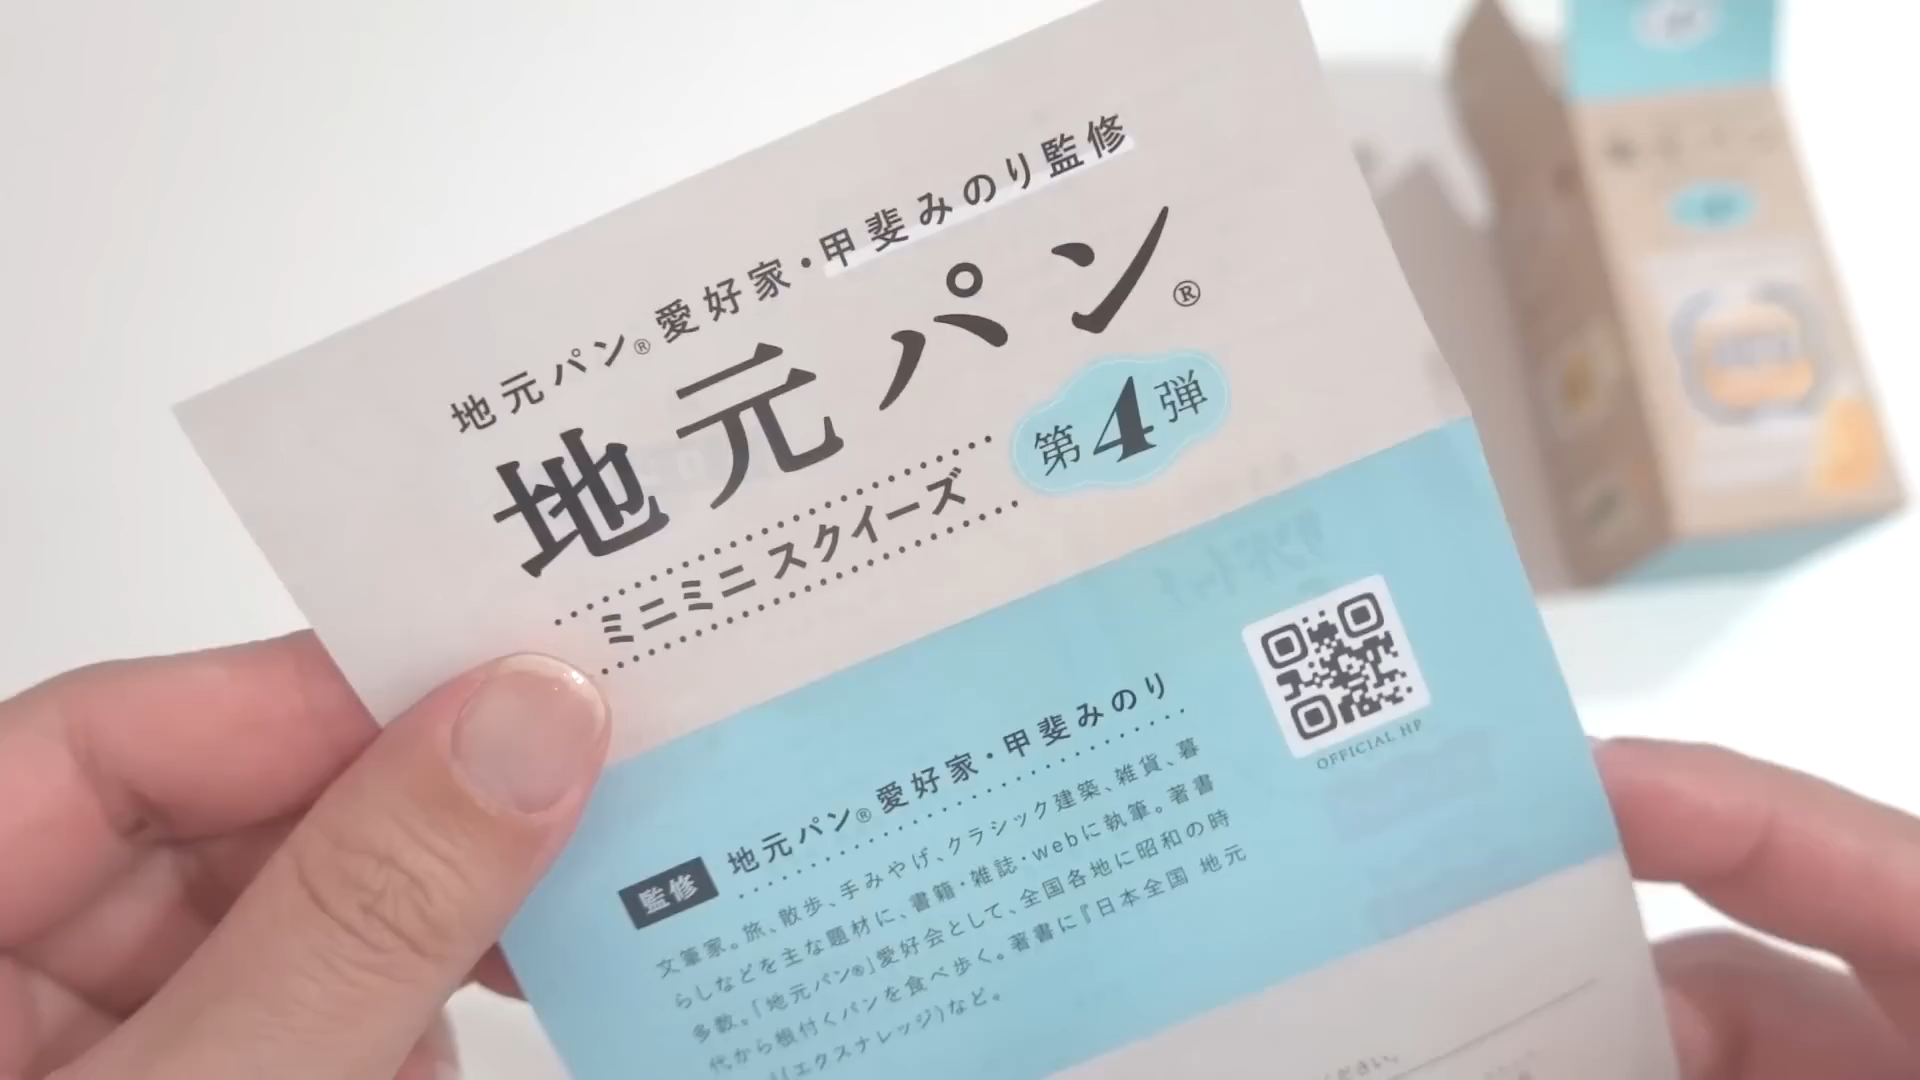 地元パン®愛好家・甲斐みのり監修
地元パン®
ミニミニスクイーズ
第4弾
OFFICIAL HP
監修
地元パン®愛好家・甲斐みのり
文筆家。旅、散歩、手みやげ、クラシック建築、雑貨、暮
らしなどを主な題材に、書籍・雑誌・webに執筆。著書
多数。「地元パン®」愛好会として、全国各地に昭和の時
代から根付くパンを食べ歩く。著書に『日本全国 地元
(エクスナレッジ)など。
ください。